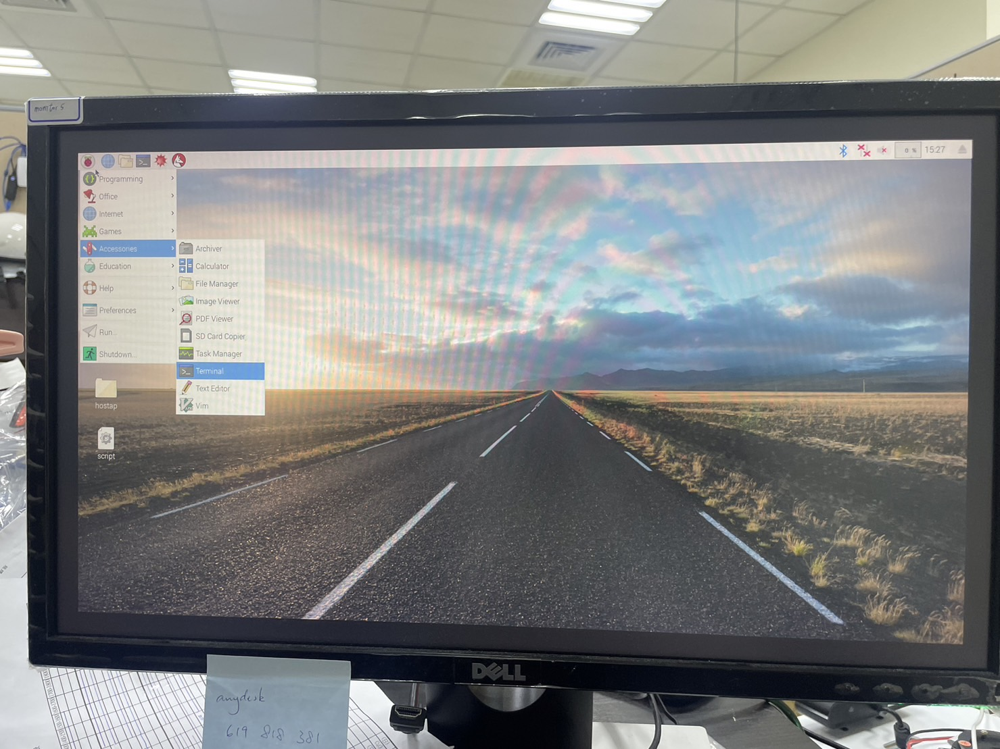 monitor 5
0 %
15:27
Programming
Office
Internet
Games
Accessories
Education
Help
Preferences
Run...
Shutdown...
Archiver
Calculator
File Manager
Image Viewer
PDF Viewer
SD Card Copier
Task Manager
Terminal
Text Editor
Vim
hostap
script
DELL
anydesk
619 818 381